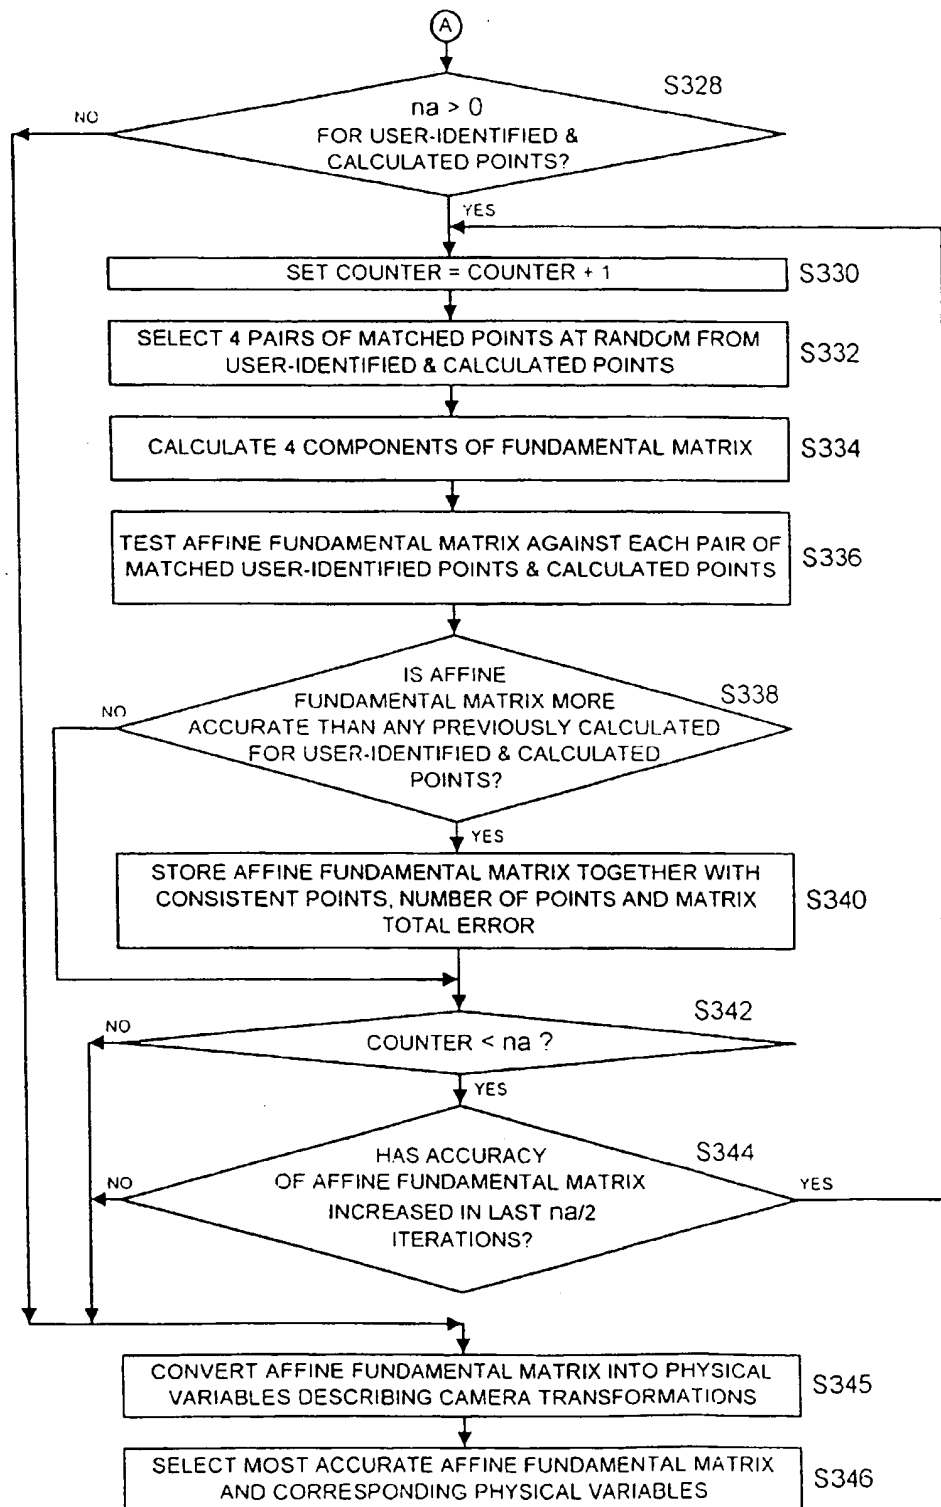 A
S328
na > 0
FOR USER-IDENTIFIED &
CALCULATED POINTS?
NO
YES
SET COUNTER = COUNTER + 1
S330
SELECT 4 PAIRS OF MATCHED POINTS AT RANDOM FROM
USER-IDENTIFIED & CALCULATED POINTS
S332
CALCULATE 4 COMPONENTS OF FUNDAMENTAL MATRIX
S334
TEST AFFINE FUNDAMENTAL MATRIX AGAINST EACH PAIR OF
MATCHED USER-IDENTIFIED POINTS & CALCULATED POINTS
S336
IS AFFINE
FUNDAMENTAL MATRIX MORE
ACCURATE THAN ANY PREVIOUSLY CALCULATED
FOR USER-IDENTIFIED & CALCULATED
POINTS?
S338
NO
YES
STORE AFFINE FUNDAMENTAL MATRIX TOGETHER WITH
CONSISTENT POINTS, NUMBER OF POINTS AND MATRIX
TOTAL ERROR
S340
S342
NO
COUNTER < na ?
YES
S344
HAS ACCURACY
OF AFFINE FUNDAMENTAL MATRIX
INCREASED IN LAST na/2
ITERATIONS?
NO
YES
CONVERT AFFINE FUNDAMENTAL MATRIX INTO PHYSICAL
VARIABLES DESCRIBING CAMERA TRANSFORMATIONS
S345
SELECT MOST ACCURATE AFFINE FUNDAMENTAL MATRIX
AND CORRESPONDING PHYSICAL VARIABLES
S346